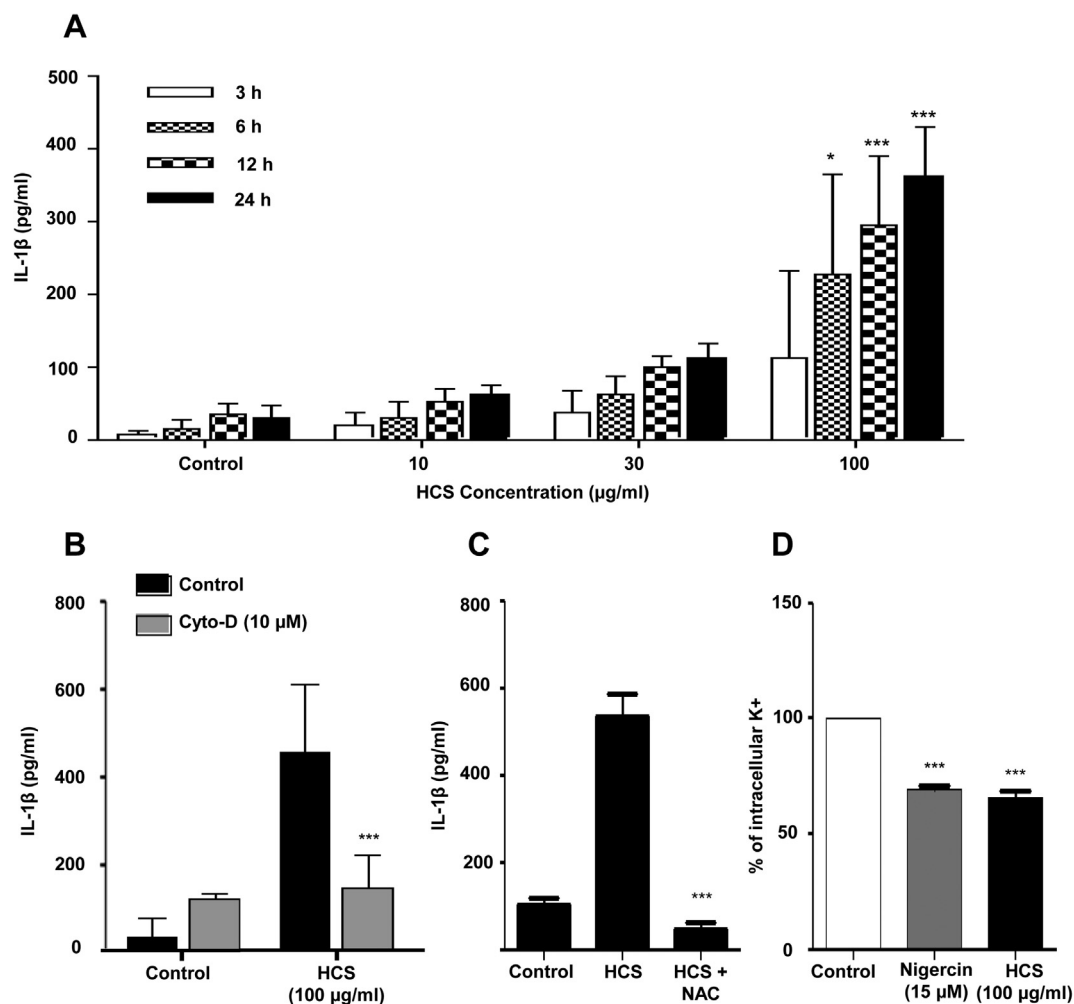 A
500
400
300
200
100
0
IL-1β (pg/ml)
3 h
6 h
12 h
24 h
*
***
***
Control
10
30
100
HCS Concentration (µg/ml)
B
Control
Cyto-D (10 µM)
800
600
400
200
0
IL-1β (pg/ml)
***
Control
HCS
(100 µg/ml)
C
800
600
400
200
0
IL-1β (pg/ml)
***
Control
HCS
HCS +
NAC
D
150
100
50
0
% of intracellular K+
***
***
Control
Nigercin
(15 µM)
HCS
(100 µg/ml)